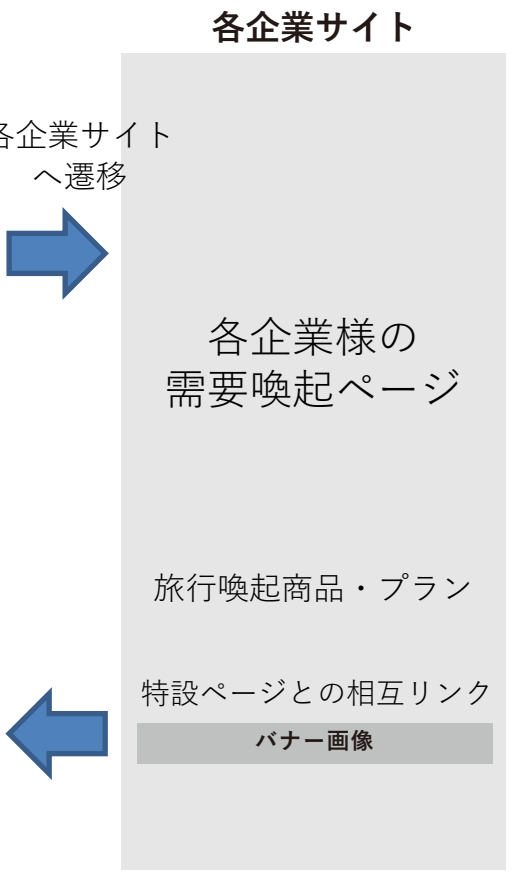 各企業サイト
各企業サイト
へ遷移
各企業様の
需要喚起ページ
旅行喚起商品・プラン
特設ページとの相互リンク
バナー画像